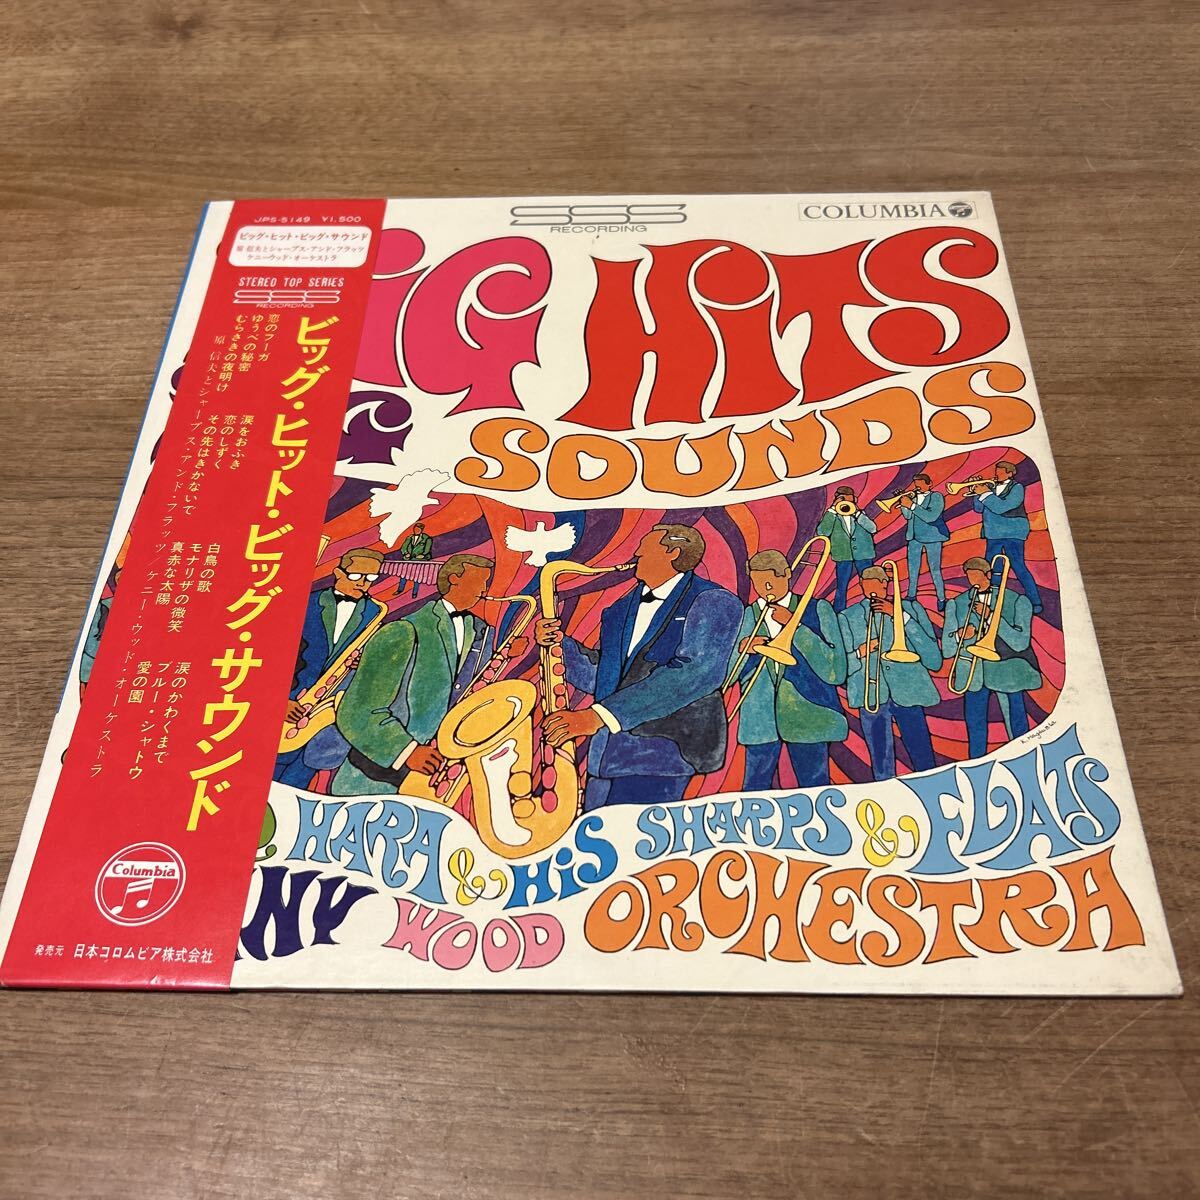 JPS-5149 ¥1,500
ビッグ・ヒット・ビッグ・サウンド
原 信夫とシャープス・アンド・フラッツ
ケニーウッド・オーケストラ
STEREO TOP SERIES
SSS
RECORDING
ビッグ・ヒット・ビッグ・サウンド
恋のフーガ
ゆうべの秘密
むらさきの夜明け
涙をおふき
恋のしずく
その先はきかないで
白鳥の歌
モナリザの微笑
真赤な太陽
涙のかわくまで
ブルー・シャトウ
愛の園
原 信夫とシャープス・アンド・フラッツ/ケニー・ウッド・オーケストラ
Columbia
発売元 日本コロムビア株式会社
SSS
RECORDING
COLUMBIA
iG HiTS
G SOUNDS
HARA & HiS SHARPS & FLATS
NY WOOD ORCHESTRA